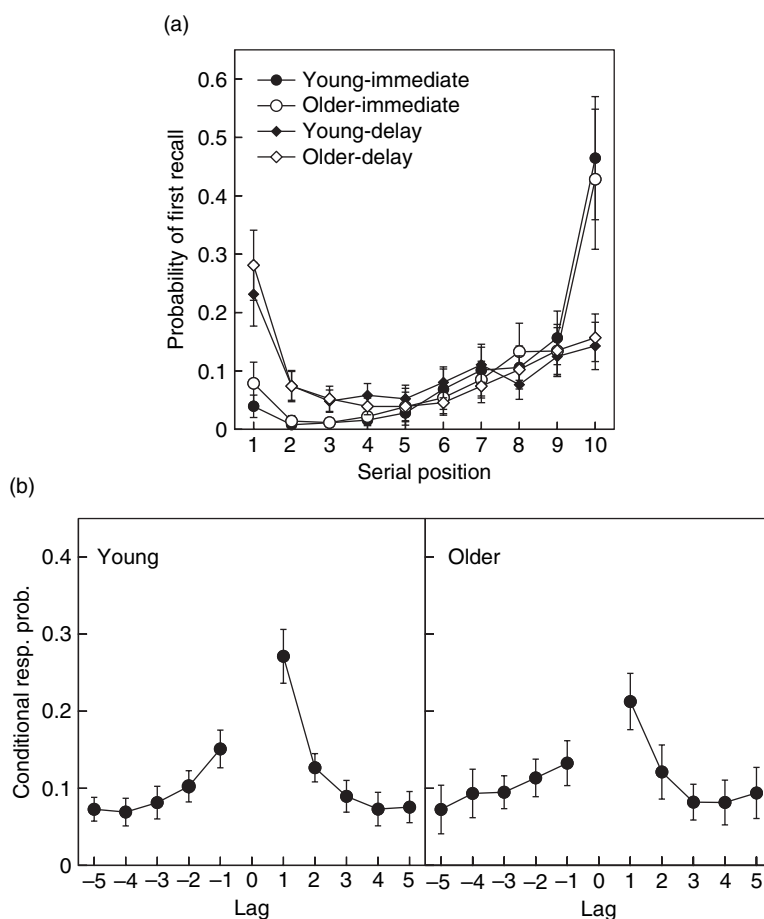 (a)
0.6
0.5
0.4
0.3
0.2
0.1
0
Probability of first recall
Young-immediate
Older-immediate
Young-delay
Older-delay
1 2 3 4 5 6 7 8 9 10
Serial position
(b)
0.4
0.3
0.2
0.1
0
Conditional resp. prob.
Young
Older
–5 –4 –3 –2 –1 0 1 2 3 4 5
–5 –4 –3 –2 –1 0 1 2 3 4 5
Lag
Lag